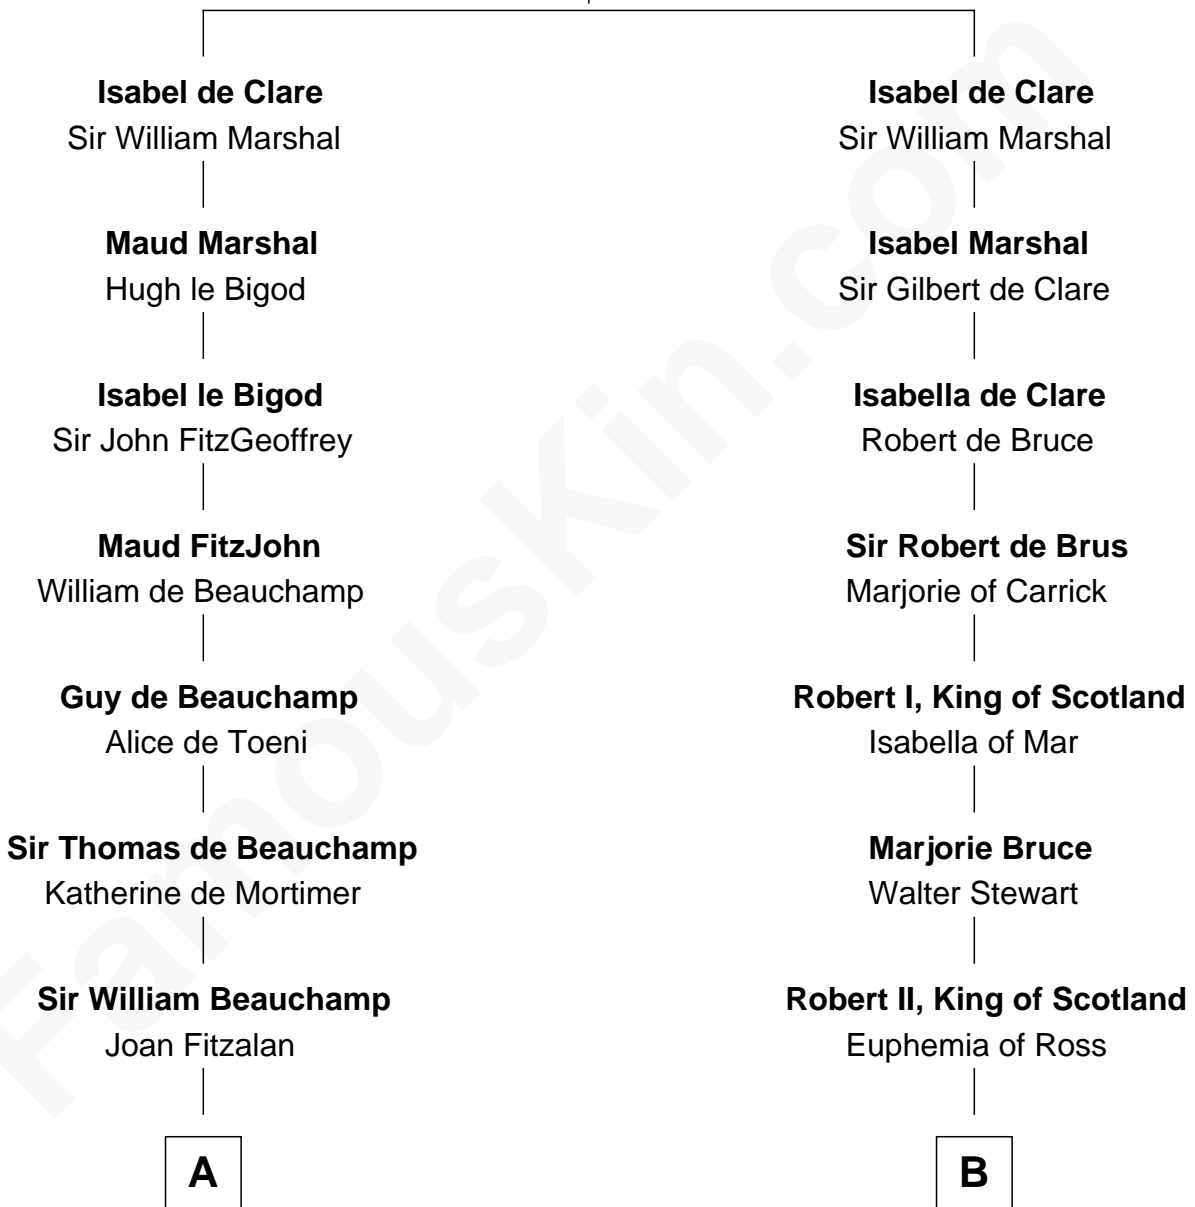 Isabel de Clare
Sir William Marshal
Maud Marshal
Hugh le Bigod
Isabel le Bigod
Sir John FitzGeoffrey
Maud FitzJohn
William de Beauchamp
Guy de Beauchamp
Alice de Toeni
Sir Thomas de Beauchamp
Katherine de Mortimer
Sir William Beauchamp
Joan Fitzalan
A
Isabel de Clare
Sir William Marshal
Isabel Marshal
Sir Gilbert de Clare
Isabella de Clare
Robert de Bruce
Sir Robert de Brus
Marjorie of Carrick
Robert I, King of Scotland
Isabella of Mar
Marjorie Bruce
Walter Stewart
Robert II, King of Scotland
Euphemia of Ross
B
FamousKin.com